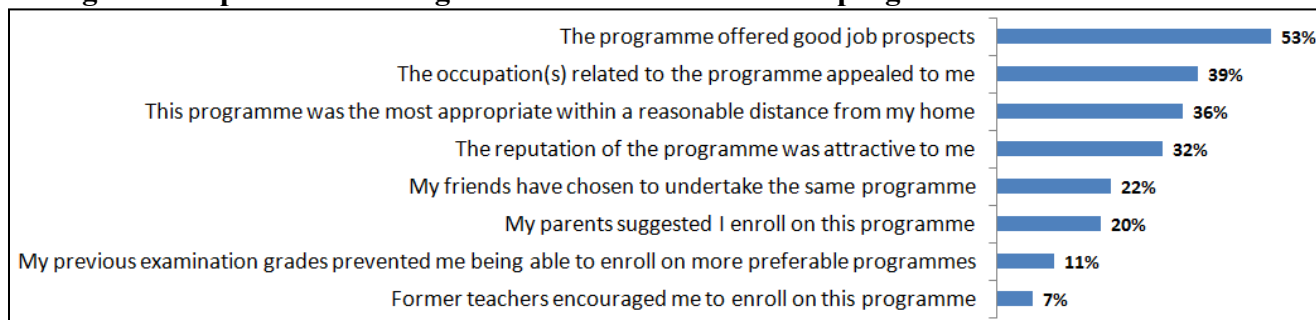 The programme offered good job prospects 53%
The occupation(s) related to the programme appealed to me 39%
This programme was the most appropriate within a reasonable distance from my home 36%
The reputation of the programme was attractive to me 32%
My friends have chosen to undertake the same programme 22%
My parents suggested I enroll on this programme 20%
My previous examination grades prevented me being able to enroll on more preferable programmes 11%
Former teachers encouraged me to enroll on this programme 7%